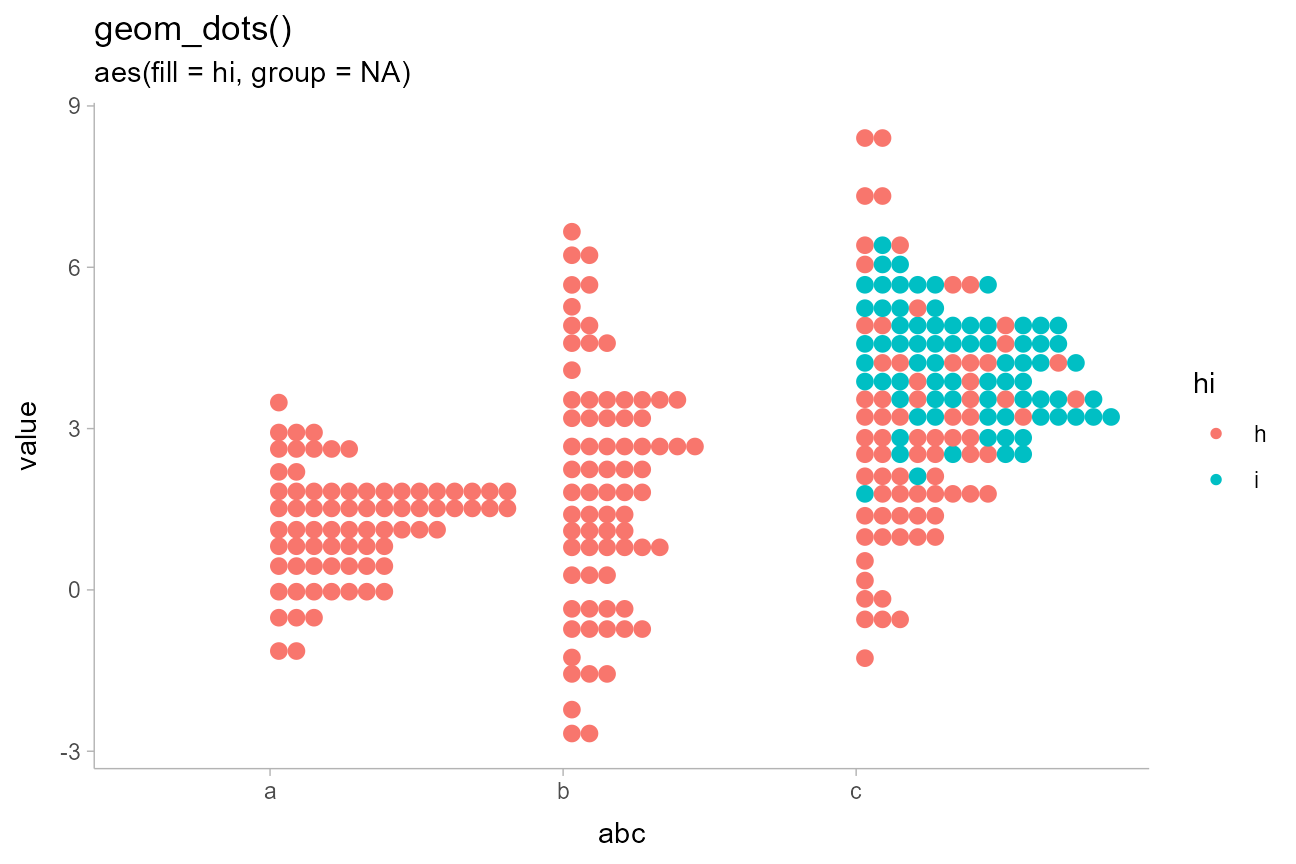 geom_dots()
aes(fill = hi, group = NA)
9
6
3
0
-3
value
a
b
c
abc
hi
h
i